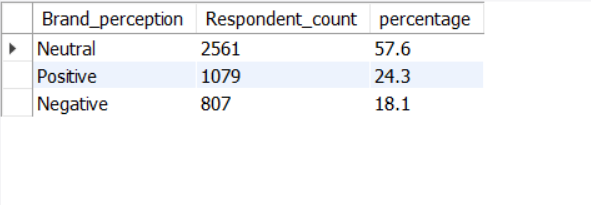 Brand_perception Respondent_count percentage
Neutral 2561 57.6
Positive 1079 24.3
Negative 807 18.1